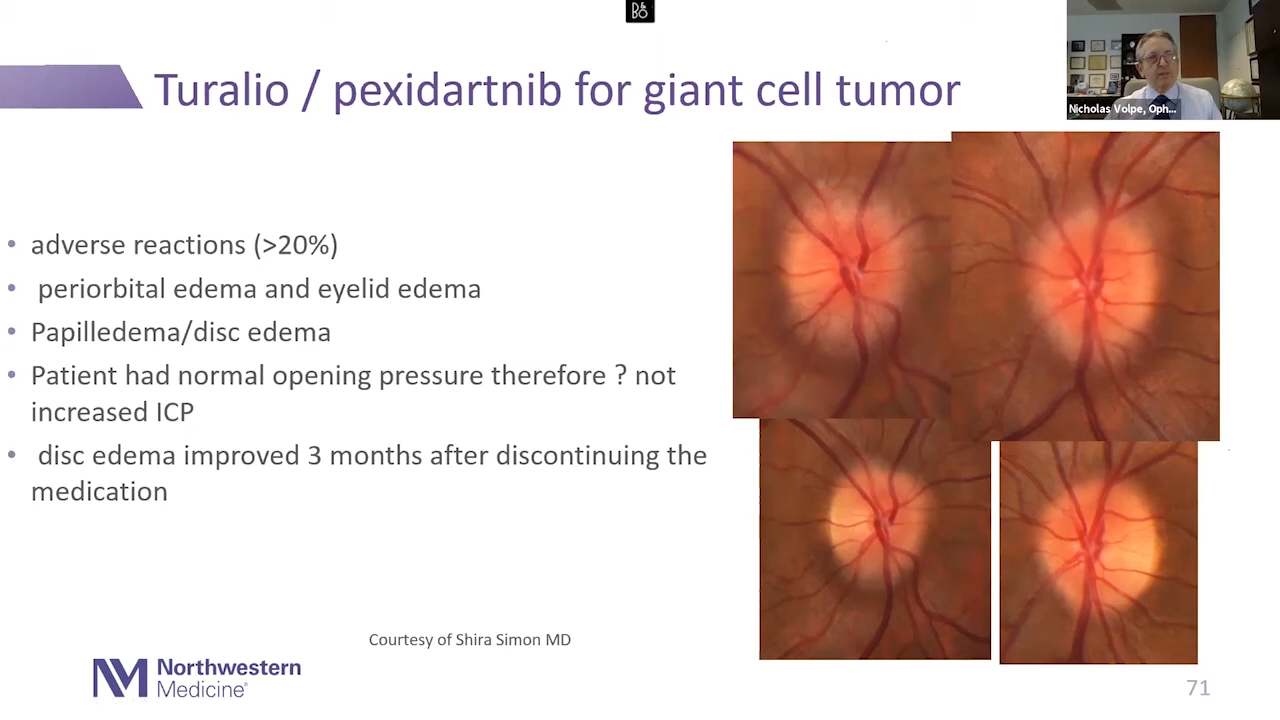 B&O
Turalio / pexidartnib for giant cell tumor
Nicholas Volpe, Oph...
• adverse reactions (>20%)
• periorbital edema and eyelid edema
• Papilledema/disc edema
• Patient had normal opening pressure therefore ? not
increased ICP
• disc edema improved 3 months after discontinuing the
medication
Courtesy of Shira Simon MD
NM Northwestern
Medicine®
71